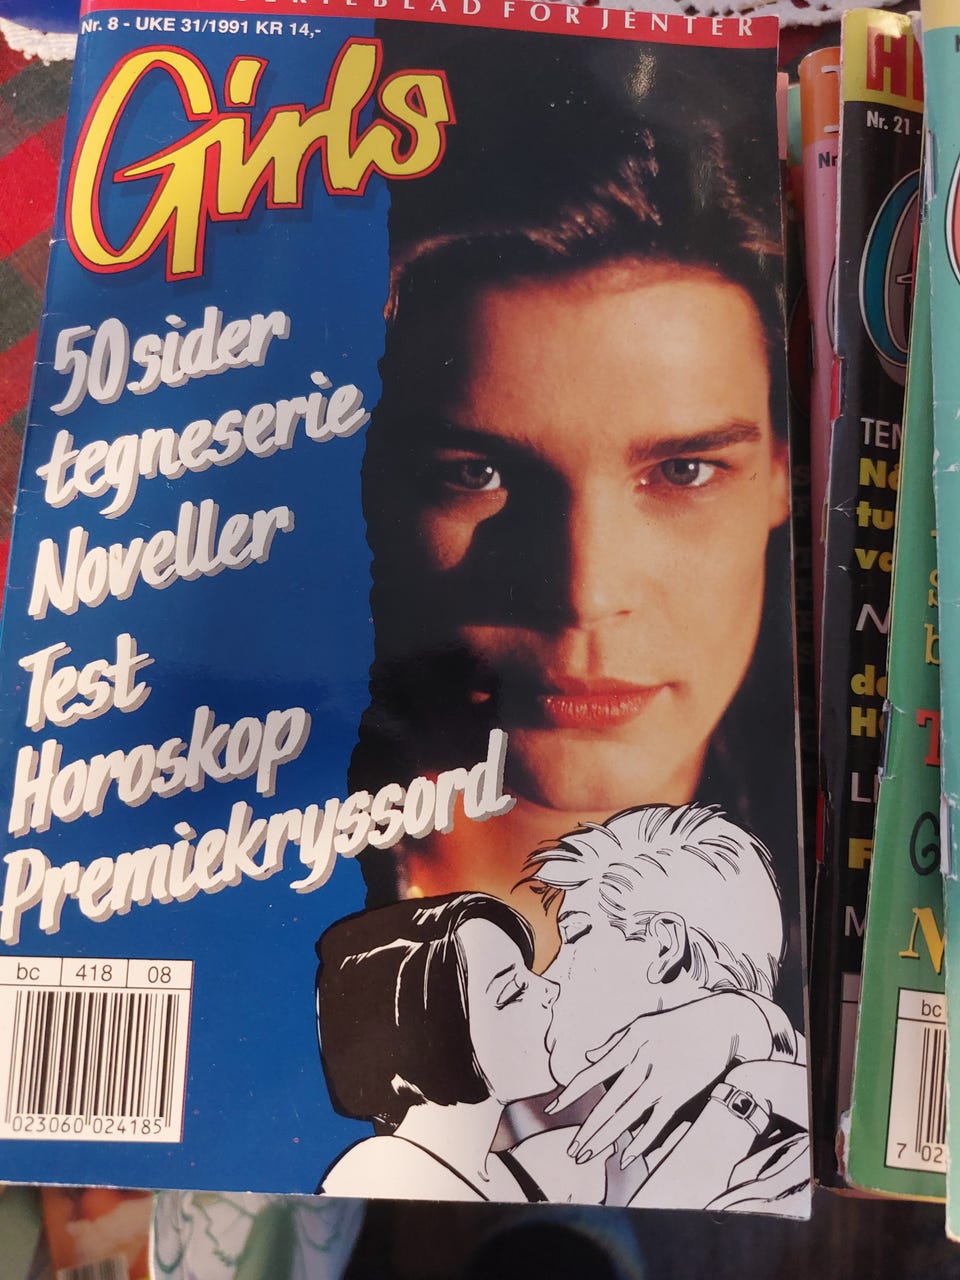 SERIEBLAD FOR JENTER
Nr. 8 - UKE 31/1991 KR 14,-
Girls
50 sider
tegneserie
Noveller
Test
Horoskop
Premiekryssord
bc 418 08
023060 024185
Nr. 21
bc